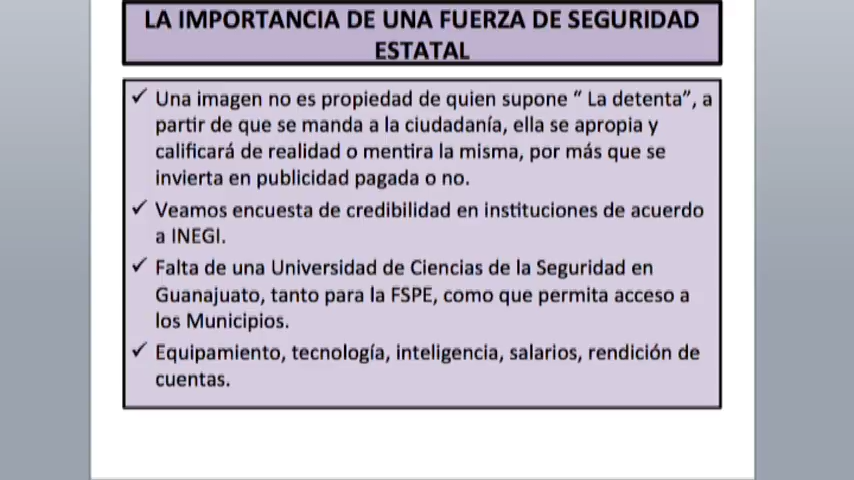 LA IMPORTANCIA DE UNA FUERZA DE SEGURIDAD
ESTATAL
✓ Una imagen no es propiedad de quien supone “ La detenta”, a
partir de que se manda a la ciudadanía, ella se apropia y
calificará de realidad o mentira la misma, por más que se
invierta en publicidad pagada o no.
✓ Veamos encuesta de credibilidad en instituciones de acuerdo
a INEGI.
✓ Falta de una Universidad de Ciencias de la Seguridad en
Guanajuato, tanto para la FSPE, como que permita acceso a
los Municipios.
✓ Equipamiento, tecnología, inteligencia, salarios, rendición de
cuentas.